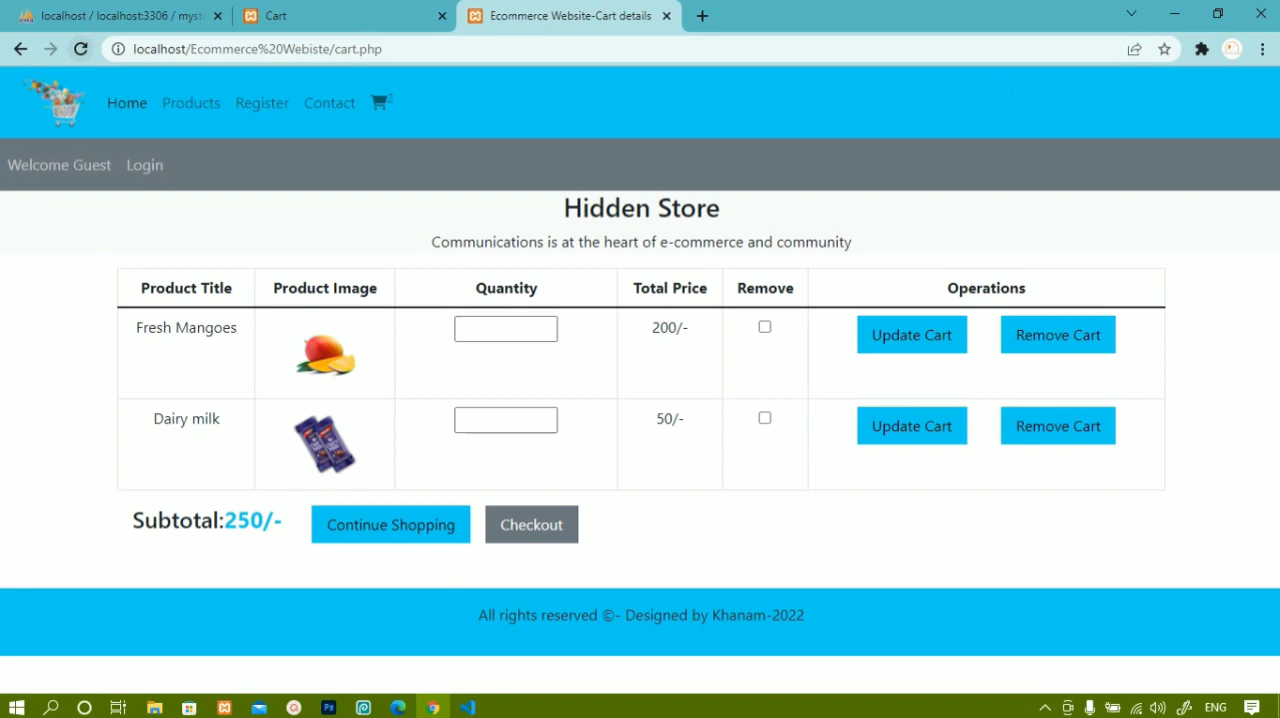 localhost / localhost:3306 / myst
Cart
Ecommerce Website-Cart details
localhost/Ecommerce%20Webiste/cart.php
Home Products Register Contact 2
Welcome Guest Login
Hidden Store
Communications is at the heart of e-commerce and community
Product Title Product Image Quantity Total Price Remove Operations
Fresh Mangoes 200/- Update Cart Remove Cart
Dairy milk 50/- Update Cart Remove Cart
Subtotal:250/- Continue Shopping Checkout
All rights reserved ©- Designed by Khanam-2022
ENG